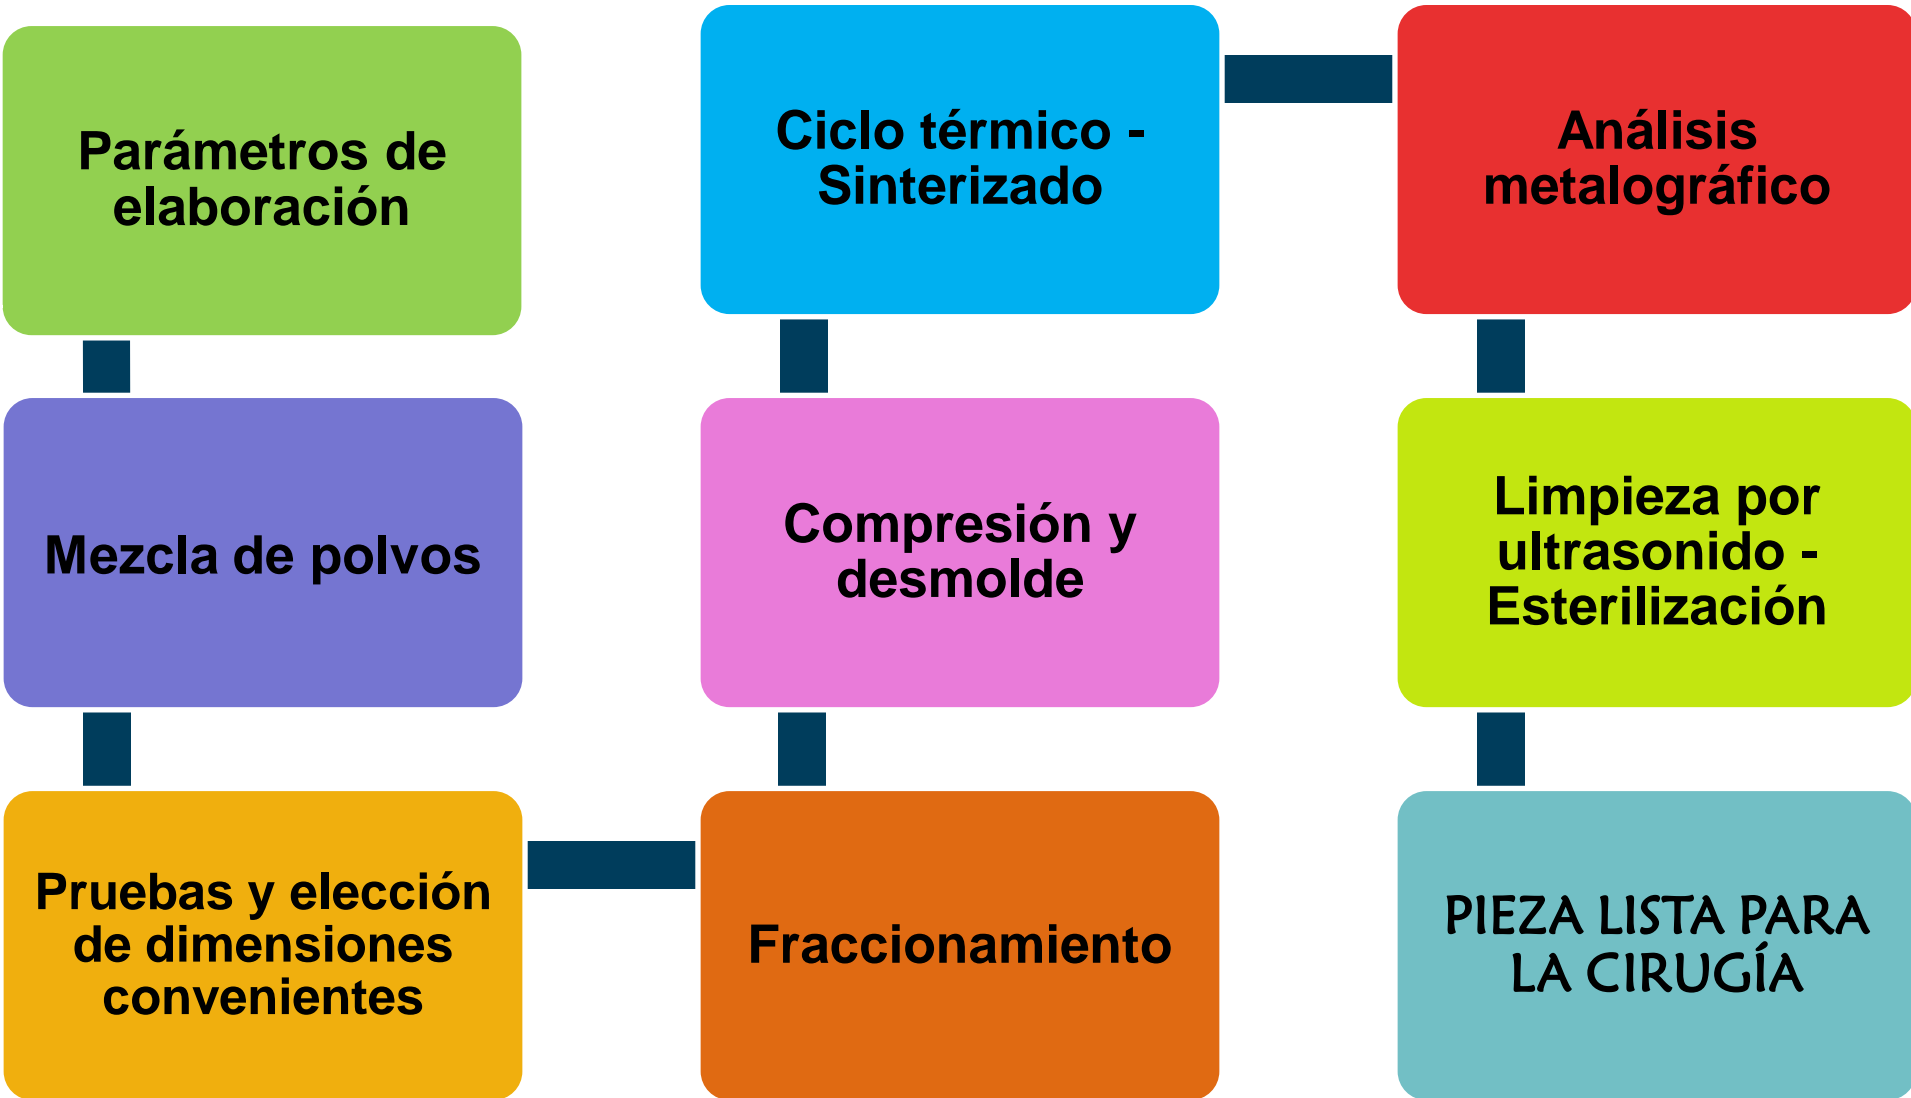 Parámetros de
elaboración
Mezcla de polvos
Pruebas y elección
de dimensiones
convenientes
Fraccionamiento
Compresión y
desmolde
Ciclo térmico -
Sinterizado
Análisis
metalográfico
Limpieza por
ultrasonido -
Esterilización
PIEZA LISTA PARA
LA CIRUGÍA